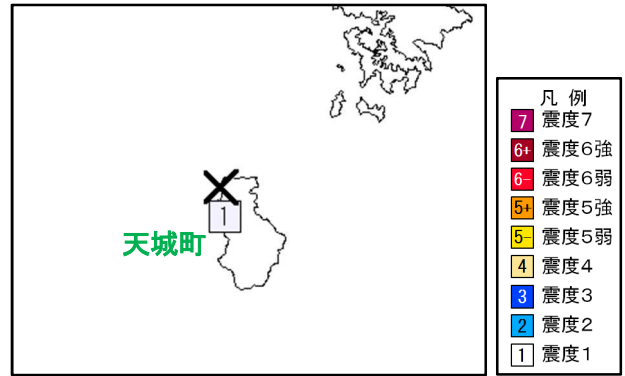 1
天城町
凡 例
7 震度7
6+ 震度6強
6- 震度6弱
5+ 震度5強
5- 震度5弱
4 震度4
3 震度3
2 震度2
1 震度1